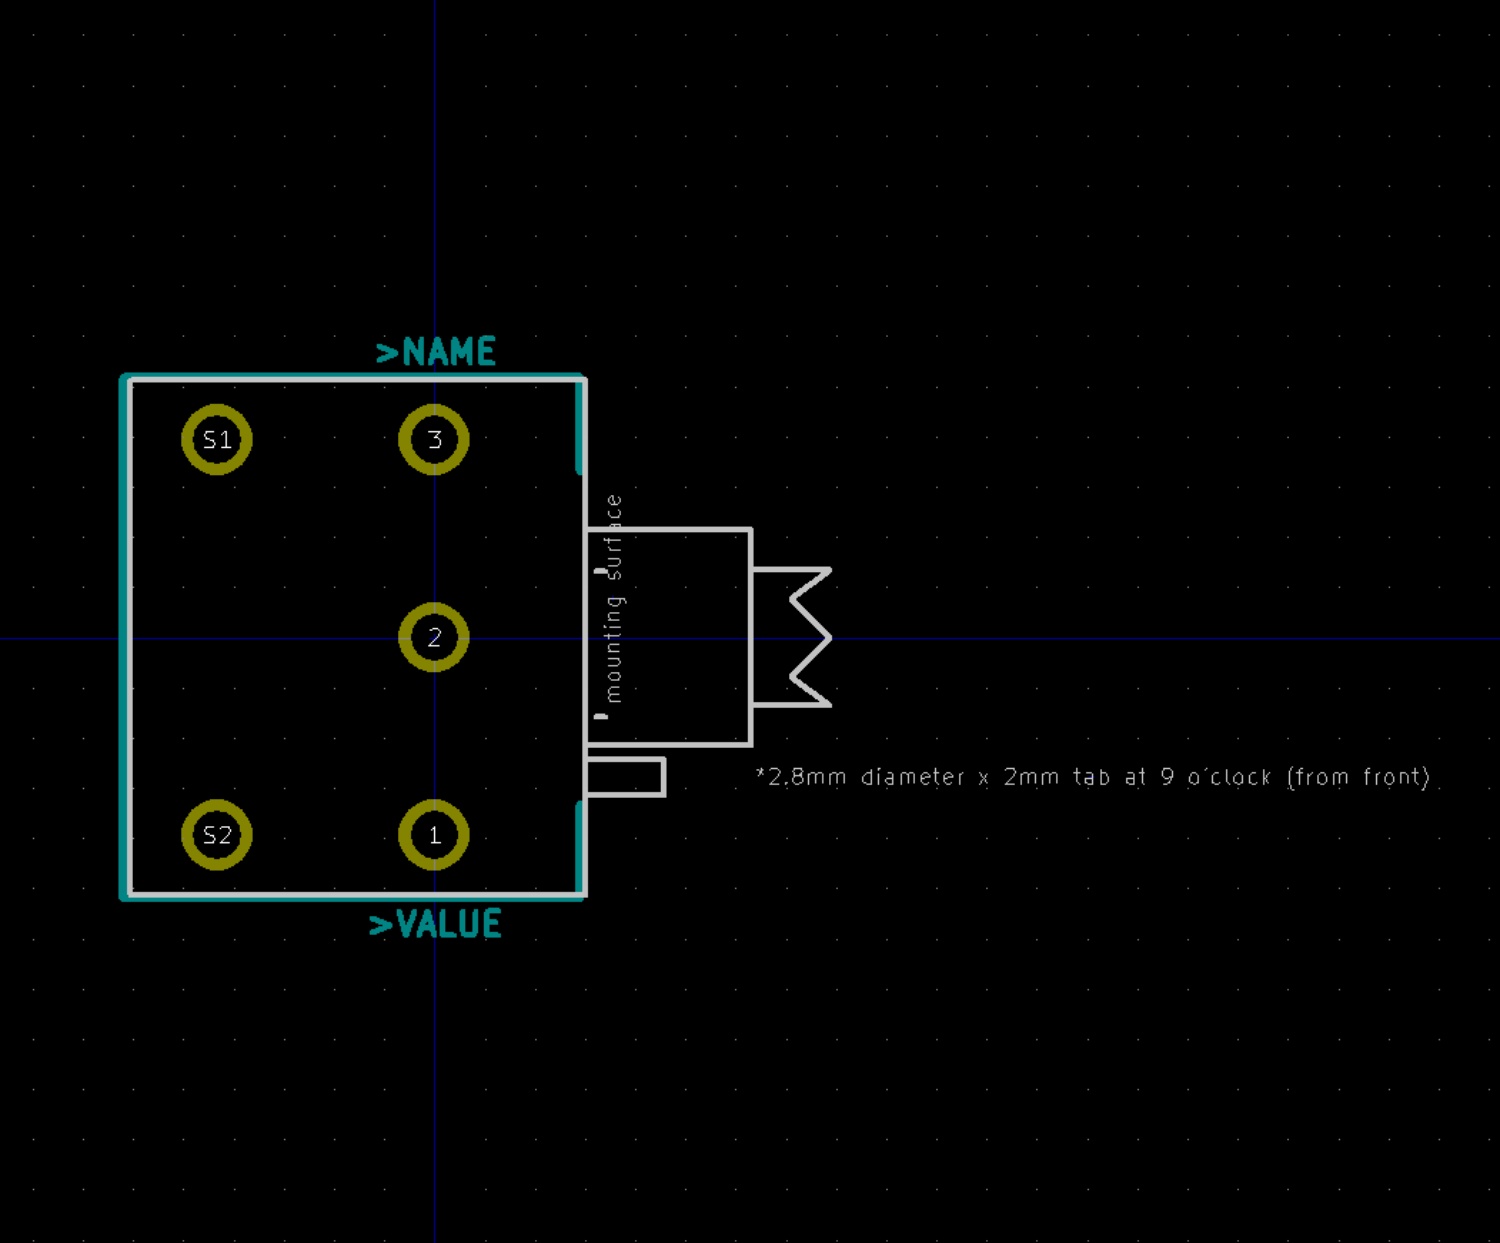 >NAME
S1
3
mounting surface
2
*2.8mm diameter x 2mm tab at 9 o'clock (from front)
S2
1
>VALUE